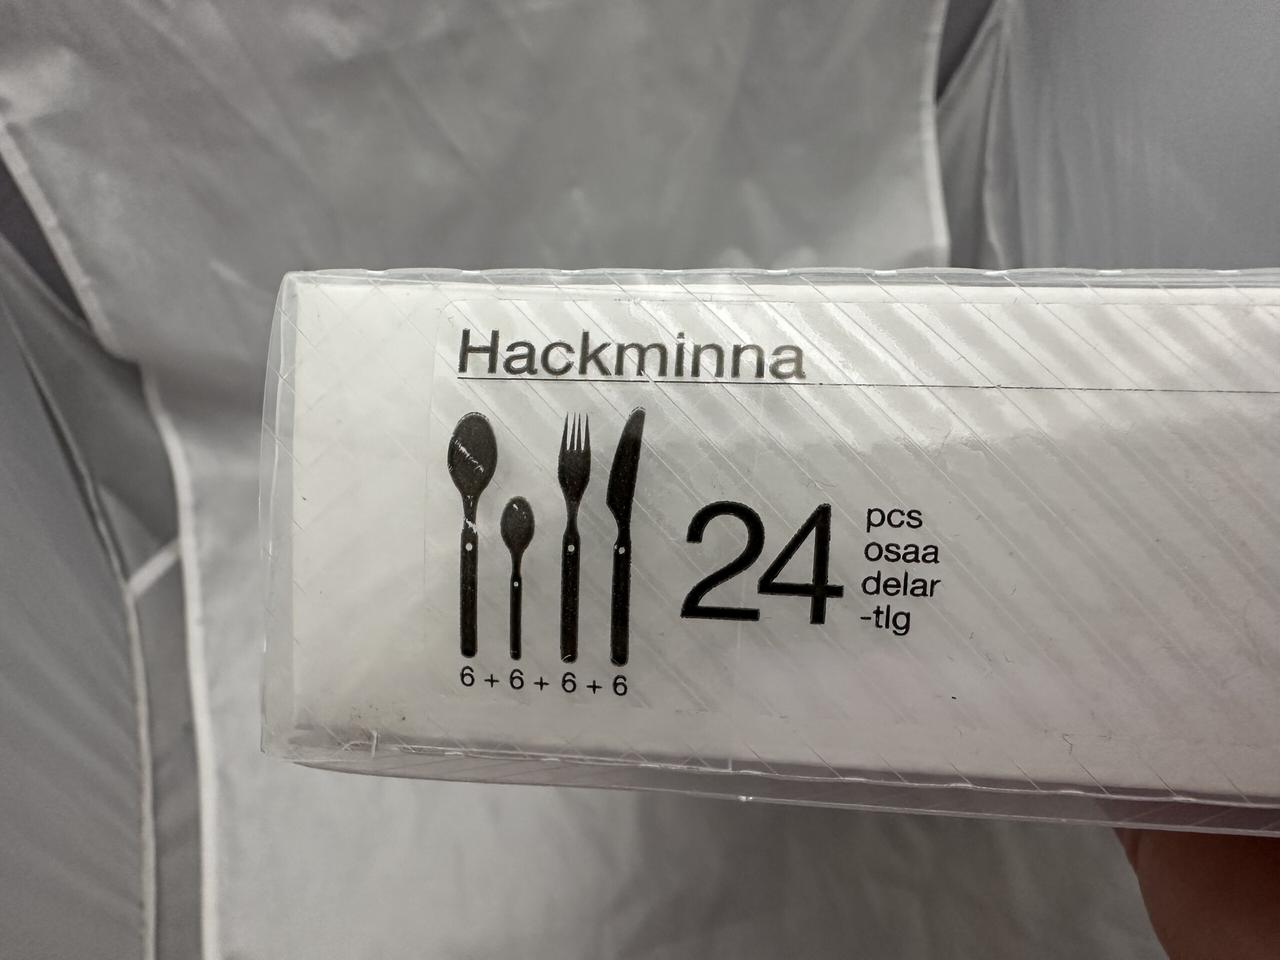 Hackminna
24
pcs
osaa
delar
-tlg
6 + 6 + 6 + 6